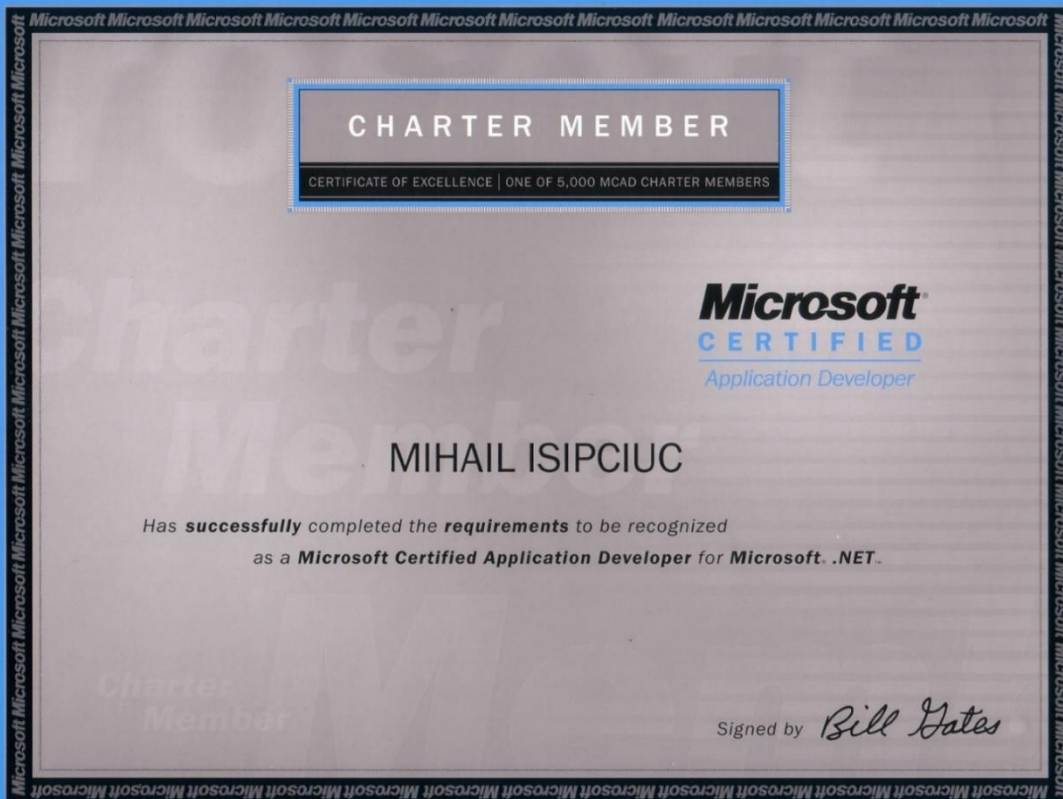 Microsoft Microsoft Microsoft Microsoft Microsoft Microsoft Microsoft Microsoft Microsoft Microsoft Microsoft Microsoft Microsoft
CHARTER MEMBER
CERTIFICATE OF EXCELLENCE | ONE OF 5,000 MCAD CHARTER MEMBERS
Charter
Member
Microsoft®
CERTIFIED
Application Developer
MIHAIL ISIPCIUC
Has successfully completed the requirements to be recognized
as a Microsoft Certified Application Developer for Microsoft® .NET™
Charter
Member
Signed by Bill Gates